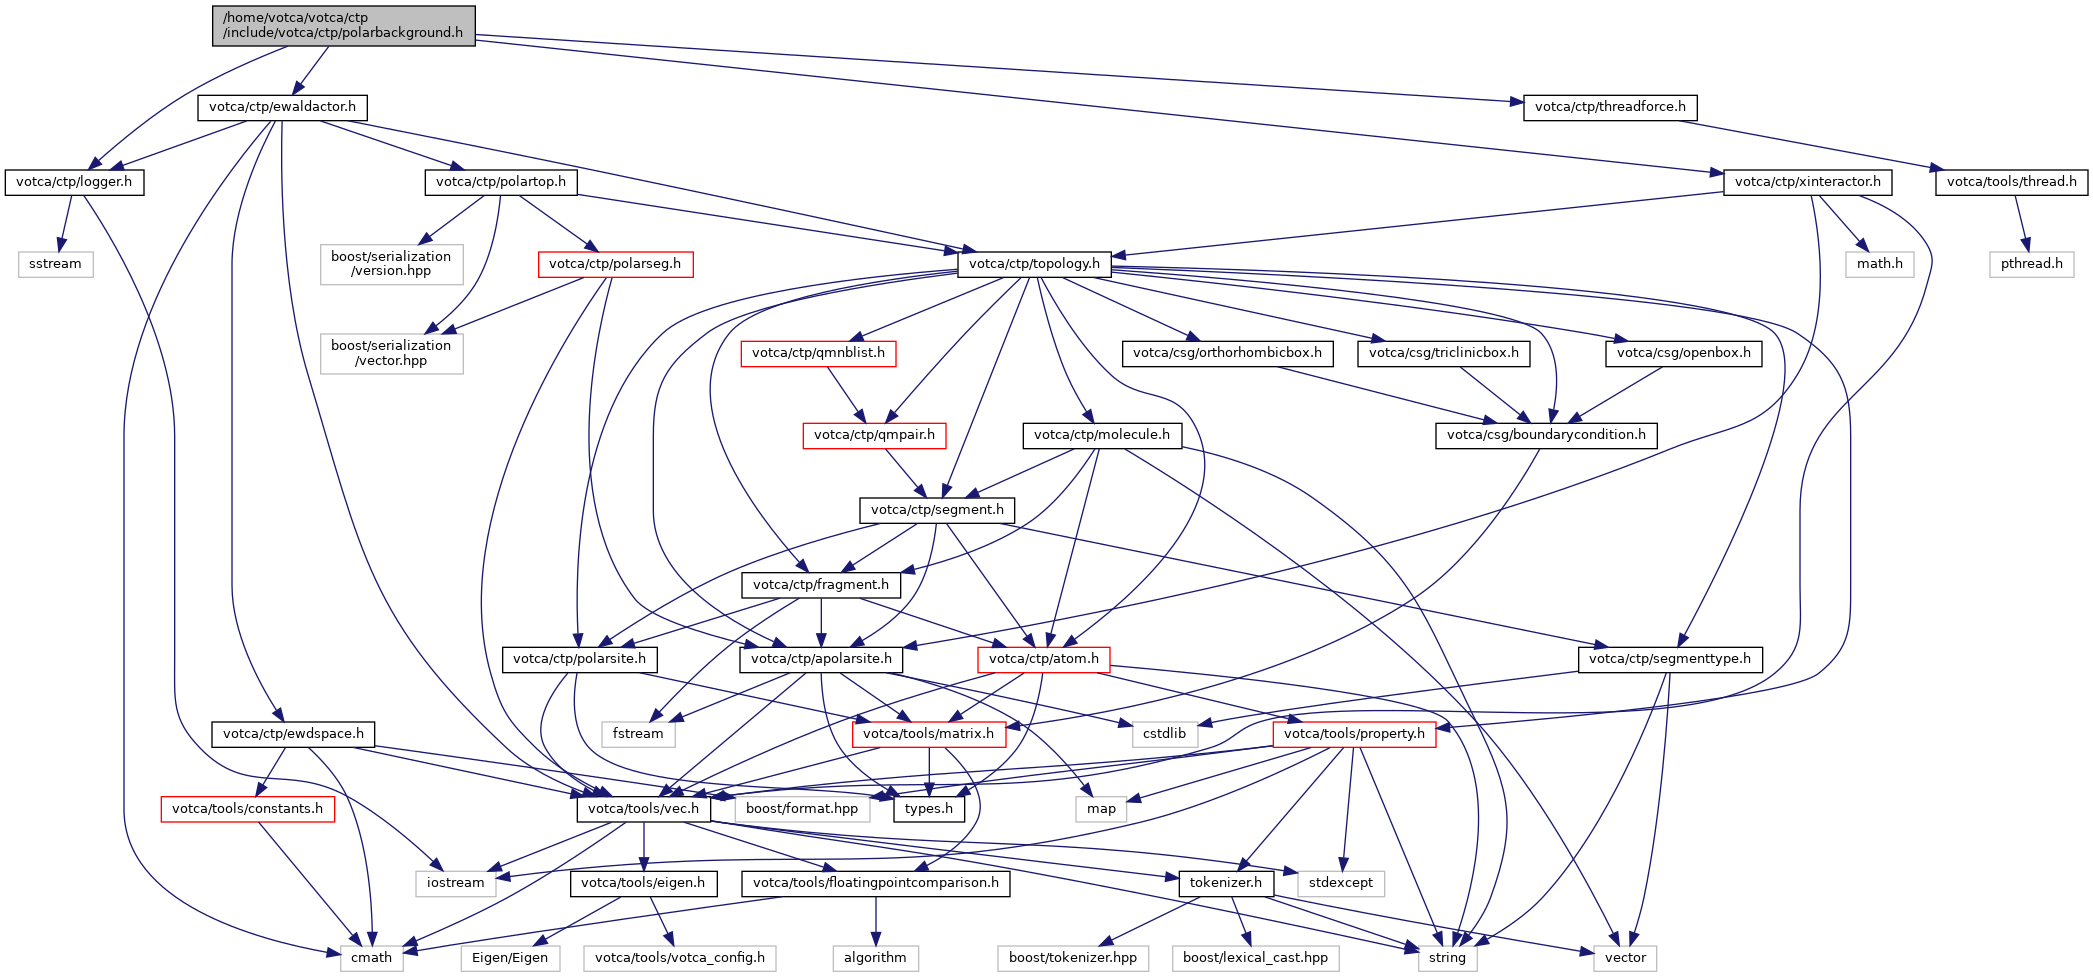 /home/votca/votca/ctp
/include/votca/ctp/polarbackground.h
votca/ctp/ewaldactor.h
votca/ctp/threadforce.h
votca/ctp/logger.h
votca/ctp/polartop.h
votca/ctp/xinteractor.h
votca/tools/thread.h
sstream
boost/serialization
/version.hpp
votca/ctp/polarseg.h
votca/ctp/topology.h
math.h
pthread.h
boost/serialization
/vector.hpp
votca/ctp/qmnblist.h
votca/csg/orthorhombicbox.h
votca/csg/triclinicbox.h
votca/csg/openbox.h
votca/ctp/qmpair.h
votca/ctp/molecule.h
votca/csg/boundarycondition.h
votca/ctp/segment.h
votca/ctp/fragment.h
votca/ctp/polarsite.h
votca/ctp/apolarsite.h
votca/ctp/atom.h
votca/ctp/segmenttype.h
votca/ctp/ewdspace.h
fstream
votca/tools/matrix.h
cstdlib
votca/tools/property.h
votca/tools/constants.h
votca/tools/vec.h
boost/format.hpp
types.h
map
iostream
votca/tools/eigen.h
votca/tools/floatingpointcomparison.h
tokenizer.h
stdexcept
cmath
Eigen/Eigen
votca/tools/votca_config.h
algorithm
boost/tokenizer.hpp
boost/lexical_cast.hpp
string
vector